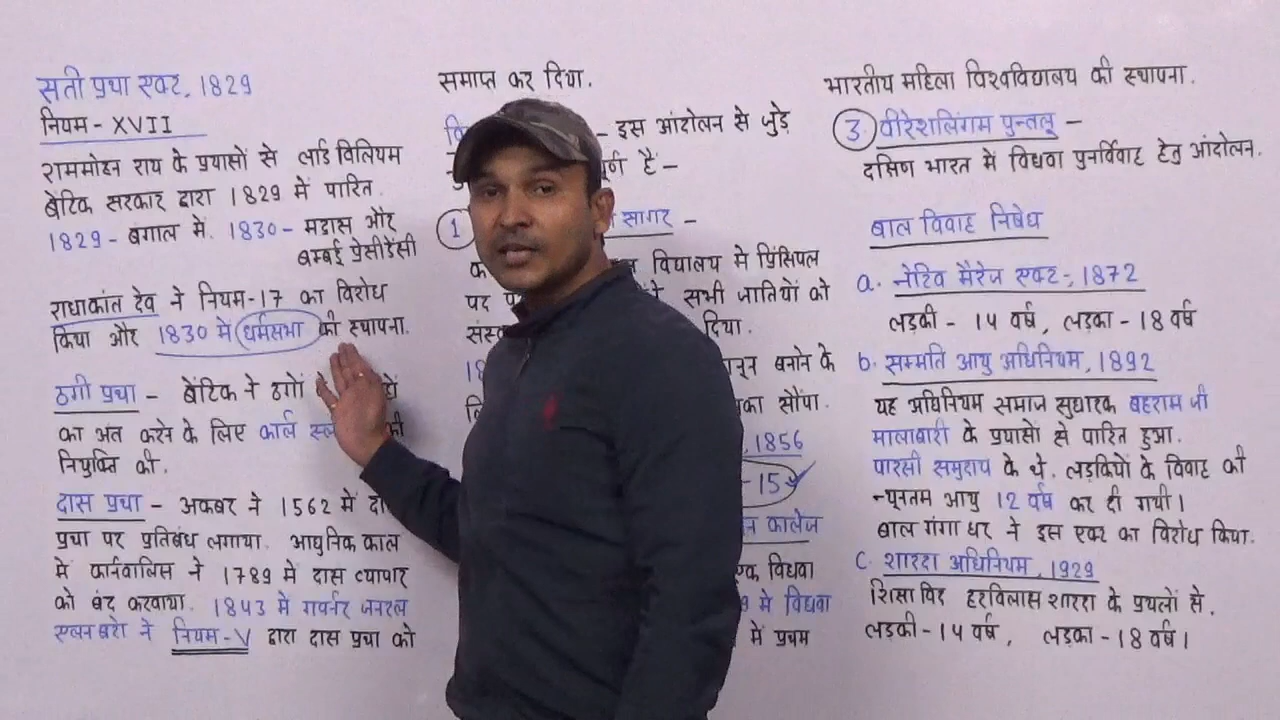 सती प्रथा एक्ट, 1829
नियम - XVII
राममोहन राय के प्रयासों से लार्ड विलियम
बेंटिक सरकार द्वारा 1829 में पारित.
1829 - बंगाल में. 1830 - मद्रास और
बम्बई प्रेसीडेंसी
राधाकांत देव ने नियम-17 का विरोध
किया और 1830 में धर्मसभा की स्थापना.
ठगी प्रथा - बेंटिक ने ठगों
का अंत करने के लिए कार्ल
नियुक्ति की.
दास प्रथा - अकबर ने 1562 में
प्रथा पर प्रतिबंध लगाया. आधुनिक काल
में कार्नवालिस ने 1789 में दास व्यापार
को बंद करवाया. 1843 में गवर्नर जनरल
एलनबरो ने नियम-V द्वारा दास प्रथा को
समाप्त कर दिया.
- इस आंदोलन से जुड़े
हैं -
1 सागर -
विद्यालय में प्रिंसिपल
पद सभी जातियों को
दिया.
बनाने के
सौंपा.
, 1856
-15
कालेज
एक विधवा
में विधवा
में प्रथम
भारतीय महिला विश्वविद्यालय की स्थापना.
3 वीरेशलिंगम पुन्तलू -
दक्षिण भारत में विधवा पुनर्विवाह हेतु आंदोलन.
बाल विवाह निषेध
a. नेटिव मैरेज एक्ट, 1872
लड़की - 14 वर्ष, लड़का - 18 वर्ष
b. सम्मति आयु अधिनियम, 1892
यह अधिनियम समाज सुधारक बहराम जी
मालाबारी के प्रयासों से पारित हुआ.
पारसी समुदाय के थे. लड़कियों के विवाह की
न्यूनतम आयु 12 वर्ष कर दी गयी।
बाल गंगाधर ने इस एक्ट का विरोध किया.
C. शारदा अधिनियम, 1929
शिक्षाविद हरविलास शारदा के प्रयत्नों से.
लड़की - 14 वर्ष, लड़का - 18 वर्ष।